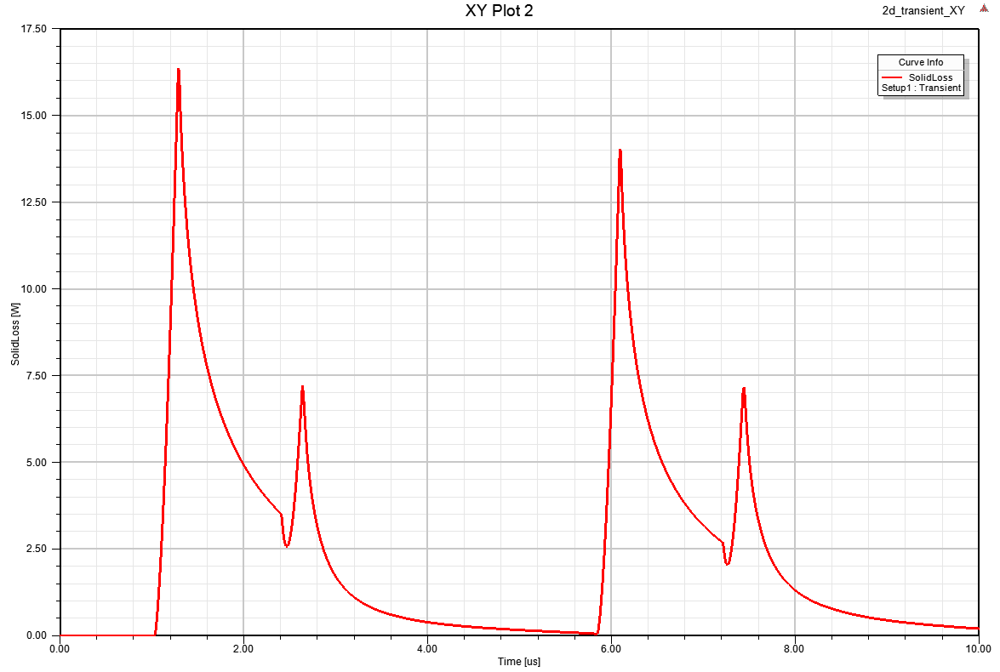 XY Plot 2
2d_transient_XY
17.50
15.00
12.50
10.00
7.50
5.00
2.50
0.00
SolidLoss [W]
Curve Info
SolidLoss
Setup1 : Transient
0.00
2.00
4.00
6.00
8.00
10.00
Time [us]